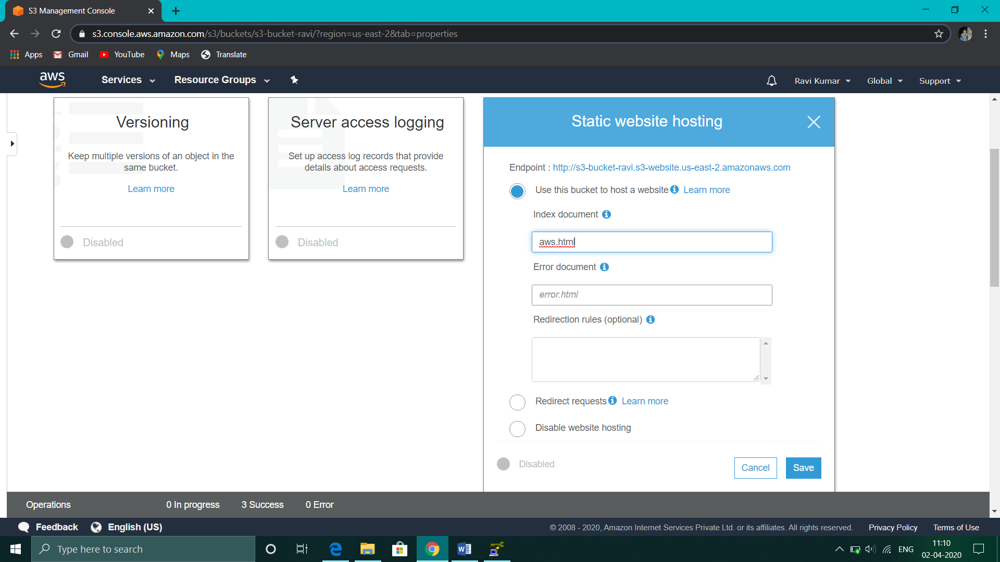 S3 Management Console
s3.console.aws.amazon.com/s3/buckets/s3-bucket-ravi/?region=us-east-2&tab=properties
Apps Gmail YouTube Maps Translate
aws Services Resource Groups Ravi Kumar Global Support
Versioning
Keep multiple versions of an object in the
same bucket.
Learn more
Disabled
Server access logging
Set up access log records that provide
details about access requests.
Learn more
Disabled
Static website hosting
Endpoint : http://s3-bucket-ravi.s3-website.us-east-2.amazonaws.com
Use this bucket to host a website Learn more
Index document
aws.html
Error document
error.html
Redirection rules (optional)
Redirect requests Learn more
Disable website hosting
Disabled
Cancel Save
Operations 0 In progress 3 Success 0 Error
Feedback English (US) © 2008 - 2020, Amazon Internet Services Private Ltd. or its affiliates. All rights reserved. Privacy Policy Terms of Use
Type here to search
ENG
11:10
02-04-2020